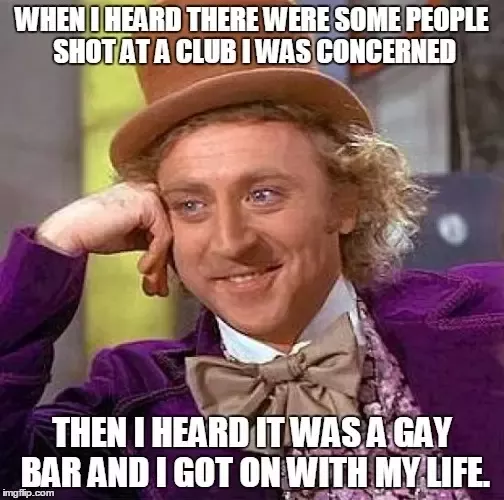 WHEN I HEARD THERE WERE SOME PEOPLE
SHOT AT A CLUB I WAS CONCERNED
THEN I HEARD IT WAS A GAY
BAR AND I GOT ON WITH MY LIFE.
imgflip.com